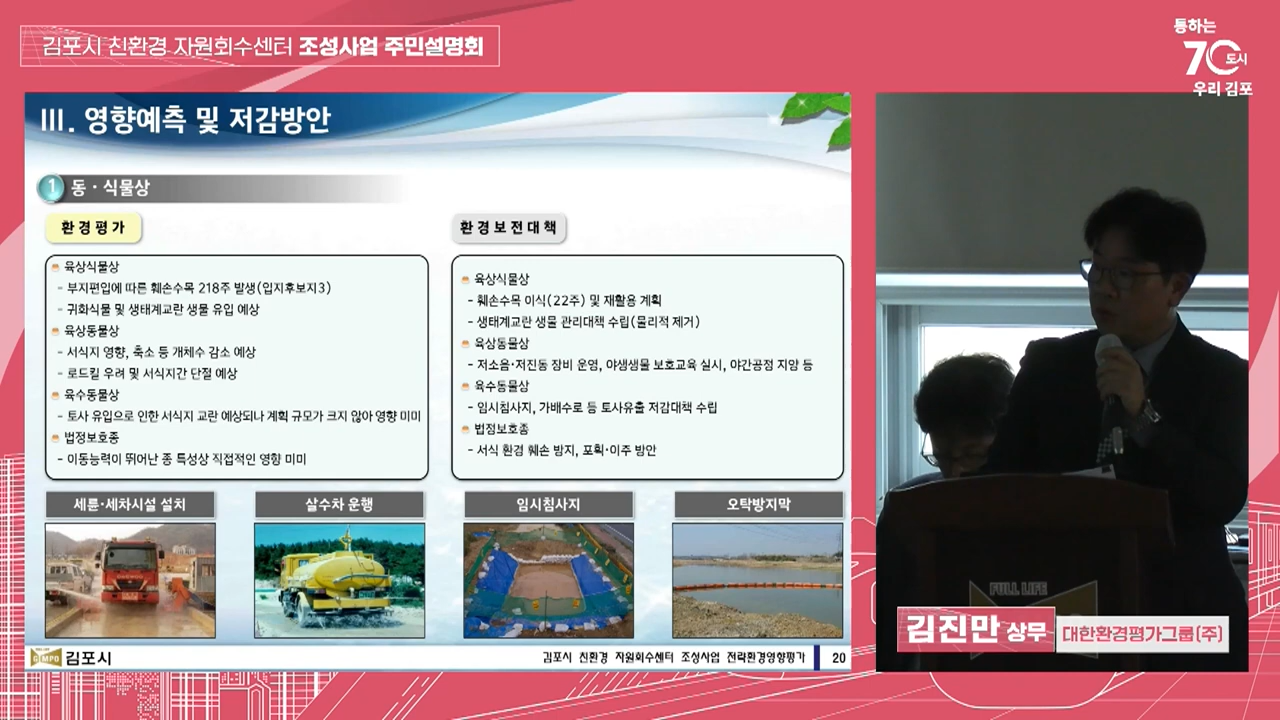 김포시 친환경 자원회수센터 조성사업 주민설명회
통하는
70도시
우리 김포
III. 영향예측 및 저감방안
1 동·식물상
환경평가
육상식물상
- 부지편입에 따른 훼손수목 218주 발생(입지후보지3)
- 귀화식물 및 생태계교란 생물 유입 예상
육상동물상
- 서식지 영향, 축소 등 개체수 감소 예상
- 로드킬 우려 및 서식지간 단절 예상
육수동물상
- 토사 유입으로 인한 서식지 교란 예상되나 계획 규모가 크지 않아 영향 미미
법정보호종
- 이동능력이 뛰어난 종 특성상 직접적인 영향 미미
환경보전대책
육상식물상
- 훼손수목 이식(22주) 및 재활용 계획
- 생태계교란 생물 관리대책 수립(물리적 제거)
육상동물상
- 저소음·저진동 장비 운영, 야생생물 보호교육 실시, 야간공정 지양 등
육수동물상
- 임시침사지, 가배수로 등 토사유출 저감대책 수립
법정보호종
- 서식 환경 훼손 방지, 포획·이주 방안
세륜·세차시설 설치
살수차 운행
임시침사지
오탁방지막
GIMPO 김포시
김포시 친환경 자원회수센터 조성사업 전략환경영향평가 20
FULL LIFE
김진만 상무
대한환경평가그룹(주)